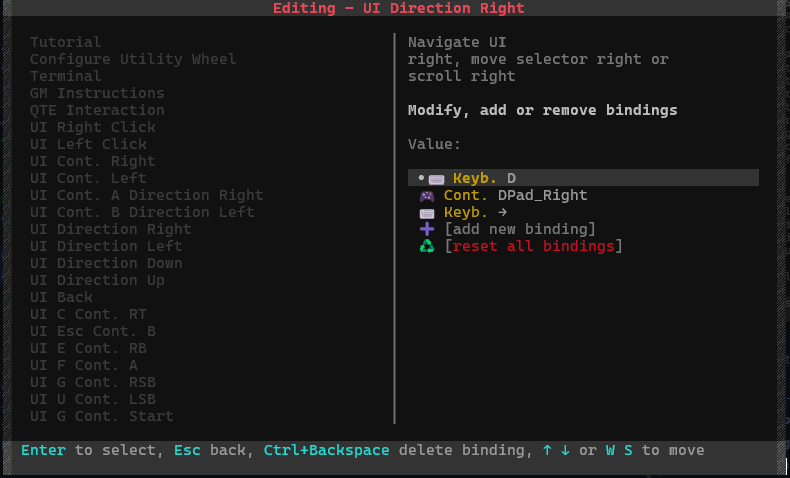 Editing — UI Direction Right
Tutorial
Configure Utility Wheel
Terminal
GM Instructions
QTE Interaction
UI Right Click
UI Left Click
UI Cont. Right
UI Cont. Left
UI Cont. A Direction Right
UI Cont. B Direction Left
UI Direction Right
UI Direction Left
UI Direction Down
UI Direction Up
UI Back
UI C Cont. RT
UI Esc Cont. B
UI E Cont. RB
UI F Cont. A
UI G Cont. RSB
UI U Cont. LSB
UI G Cont. Start
Navigate UI
right, move selector right or
scroll right
Modify, add or remove bindings
Value:
• Keyb. D
Cont. DPad_Right
Keyb. →
[add new binding]
[reset all bindings]
Enter to select, Esc back, Ctrl+Backspace delete binding, ↑ ↓ or W S to move